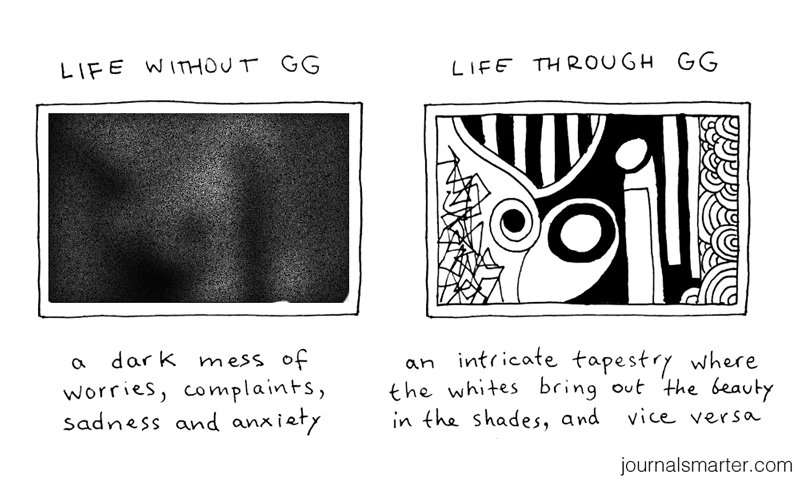 LIFE WITHOUT GG
a dark mess of
worries, complaints,
sadness and anxiety
LIFE THROUGH GG
an intricate tapestry where
the whites bring out the beauty
in the shades, and vice versa
journalsmarter.com